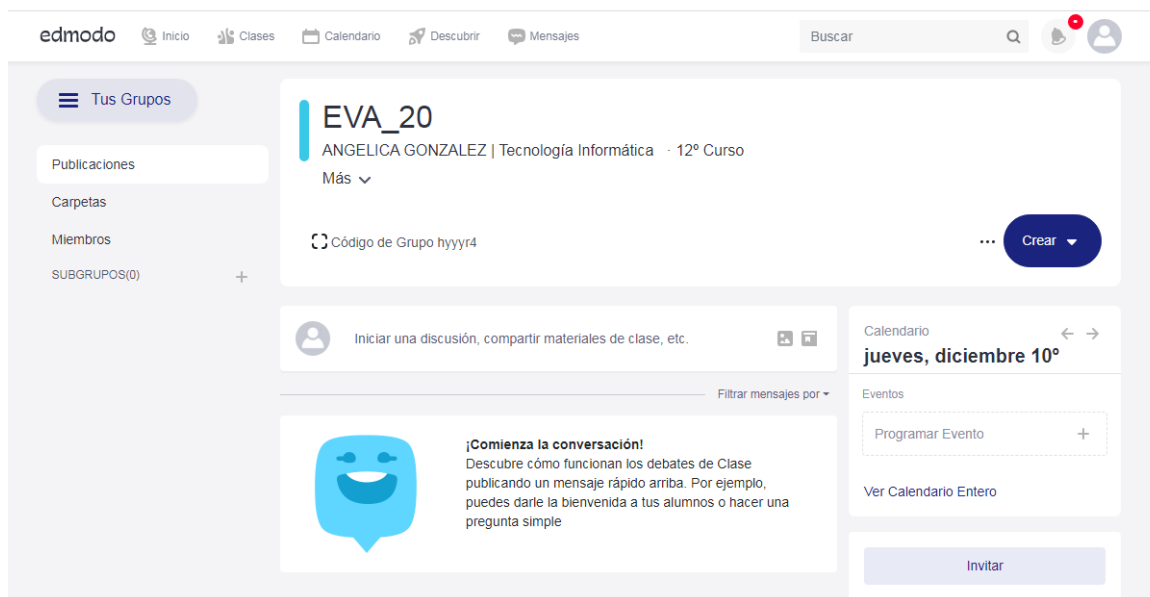 edmodo Inicio Clases Calendario Descubrir Mensajes Buscar
Tus Grupos
Publicaciones
Carpetas
Miembros
SUBGRUPOS(0) +
EVA_20
ANGELICA GONZALEZ | Tecnología Informática · 12º Curso
Más
Código de Grupo hyyyr4
... Crear
Iniciar una discusión, compartir materiales de clase, etc.
Filtrar mensajes por
¡Comienza la conversación!
Descubre cómo funcionan los debates de Clase
publicando un mensaje rápido arriba. Por ejemplo,
puedes darle la bienvenida a tus alumnos o hacer una
pregunta simple
Calendario
jueves, diciembre 10º
Eventos
Programar Evento +
Ver Calendario Entero
Invitar